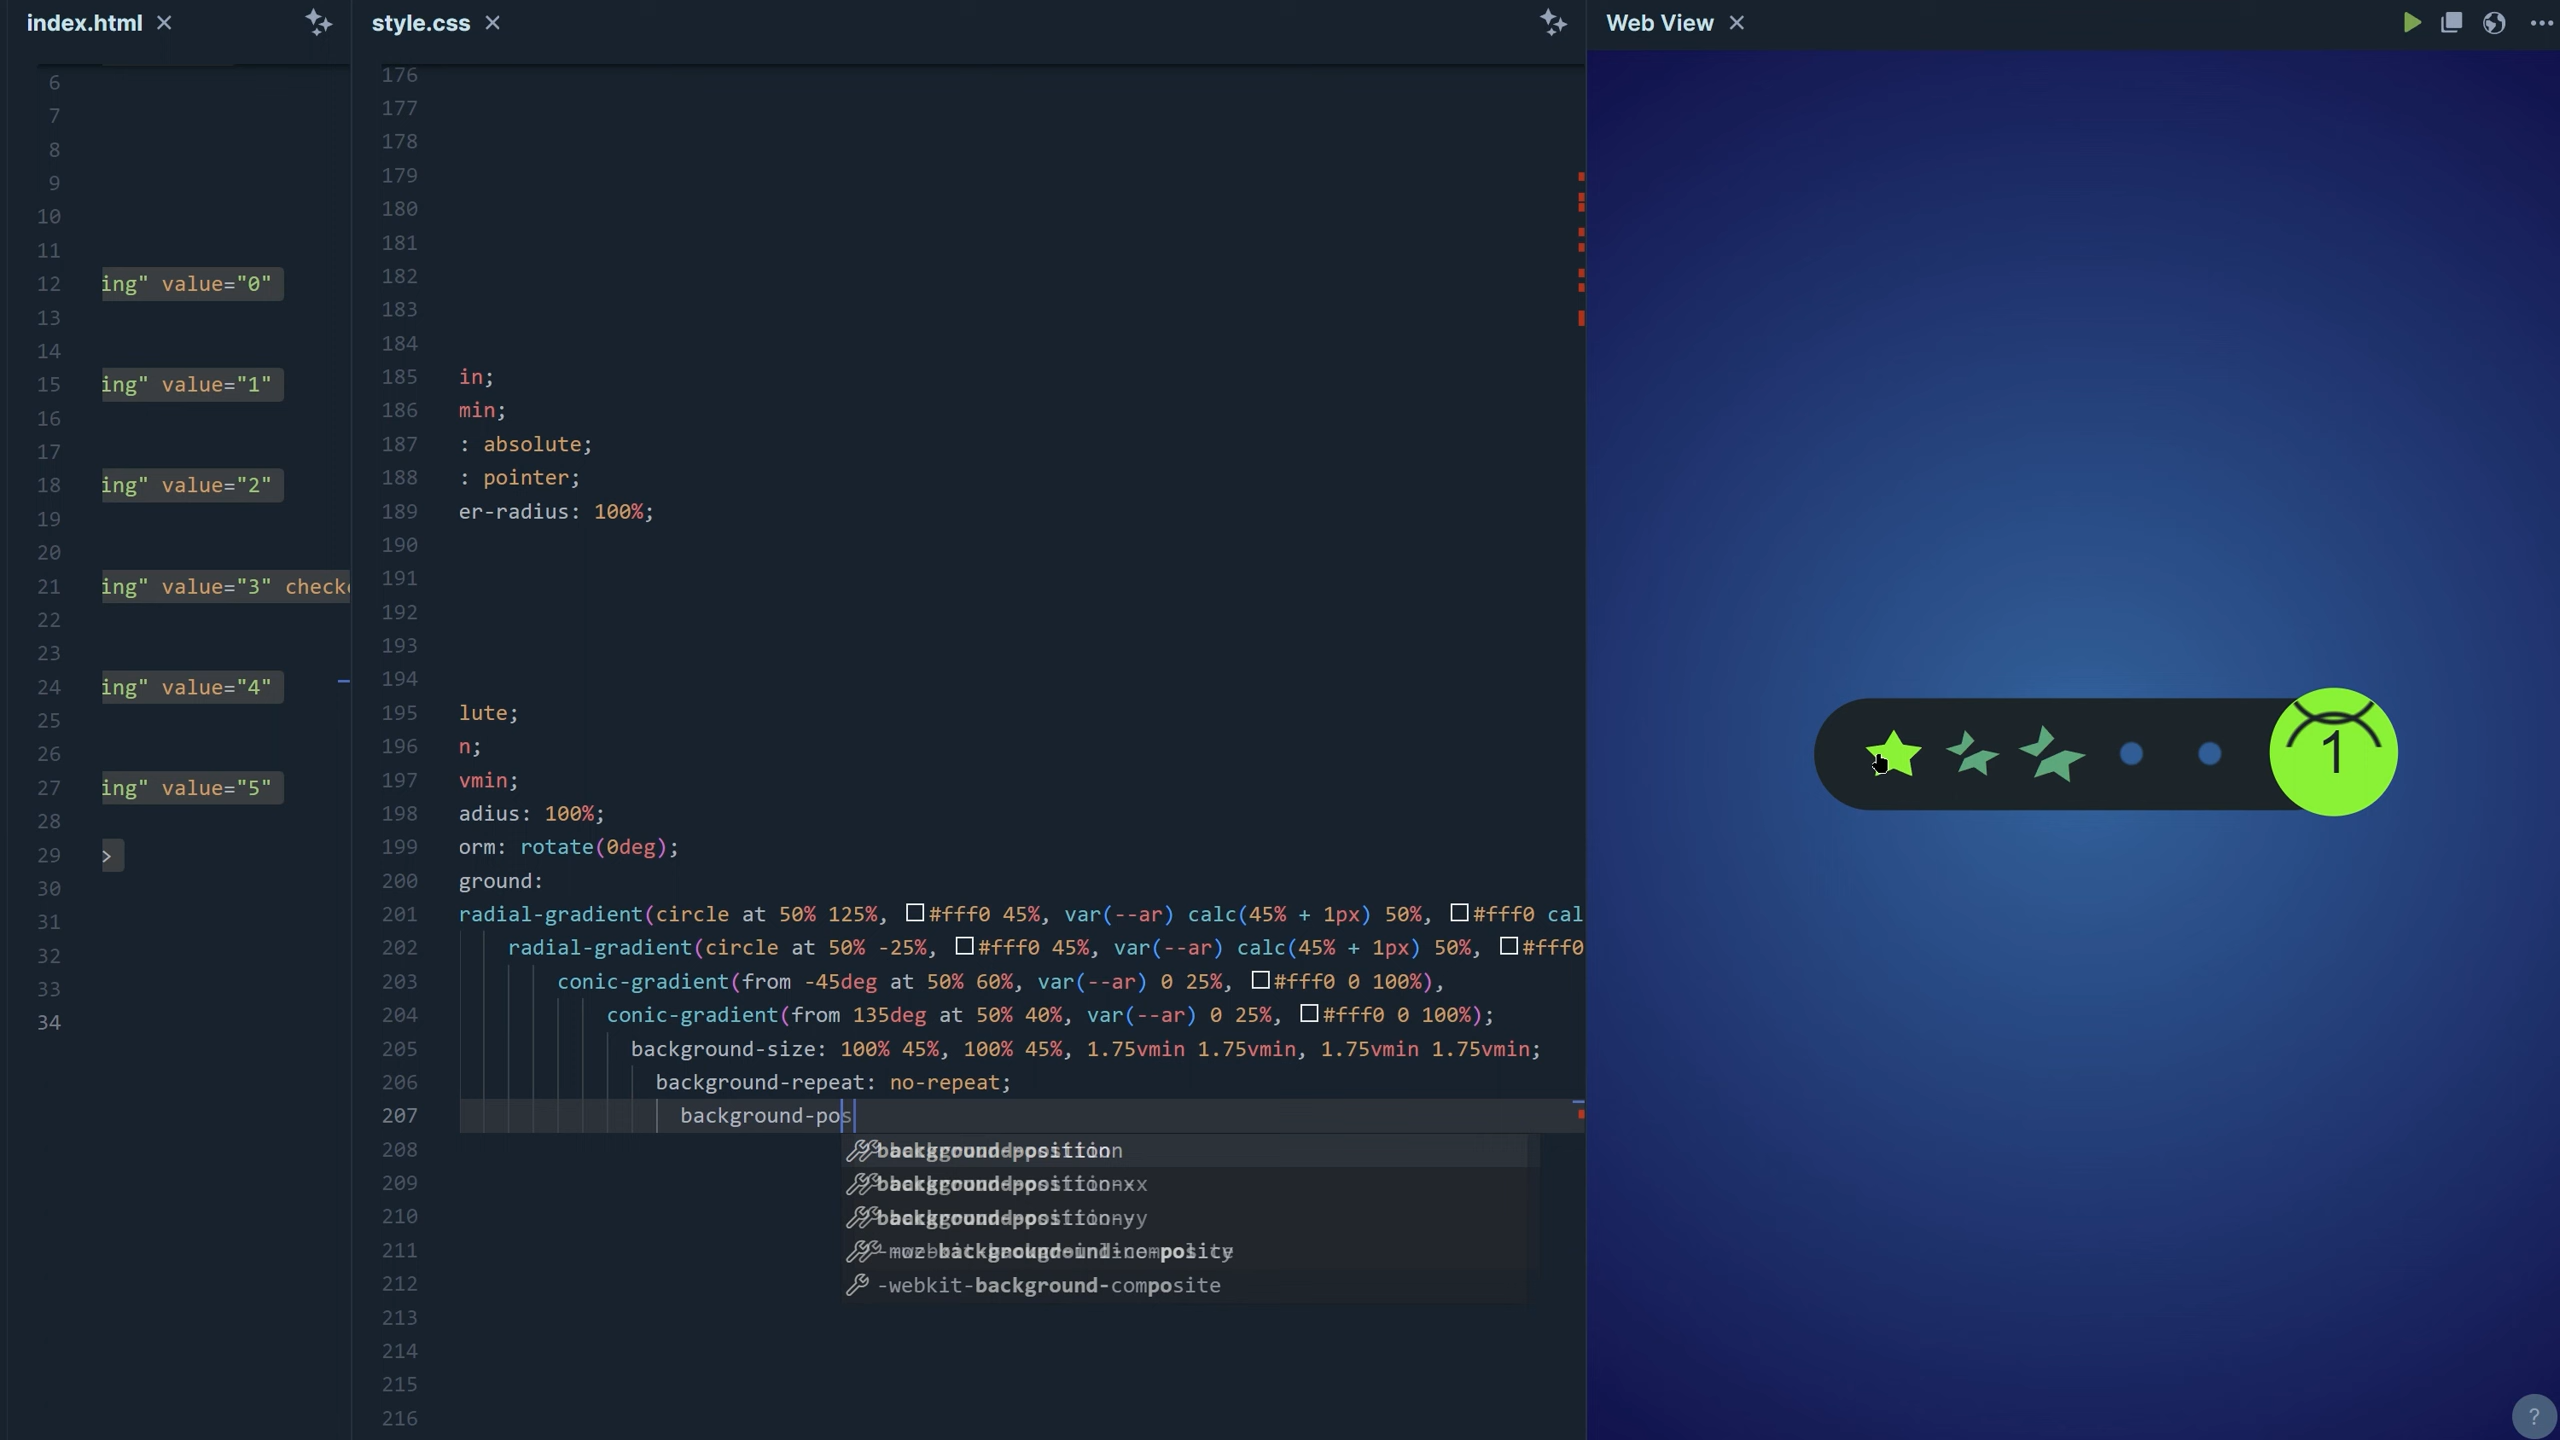 index.html
6
7
8
9
10
11
12 ing" value="0"
13
14
15 ing" value="1"
16
17
18 ing" value="2"
19
20
21 ing" value="3" check
22
23
24 ing" value="4"
25
26
27 ing" value="5"
28
29 >
30
31
32
33
34
style.css
176
177
178
179
180
181
182
183
184
185 in;
186 min;
187 : absolute;
188 : pointer;
189 er-radius: 100%;
190
191
192
193
194
195 lute;
196 n;
197 vmin;
198 adius: 100%;
199 orm: rotate(0deg);
200 ground:
201 radial-gradient(circle at 50% 125%, #fff0 45%, var(--ar) calc(45% + 1px) 50%, #fff0 cal
202 radial-gradient(circle at 50% -25%, #fff0 45%, var(--ar) calc(45% + 1px) 50%, #fff0
203 conic-gradient(from -45deg at 50% 60%, var(--ar) 0 25%, #fff0 0 100%),
204 conic-gradient(from 135deg at 50% 40%, var(--ar) 0 25%, #fff0 0 100%);
205 background-size: 100% 45%, 100% 45%, 1.75vmin 1.75vmin, 1.75vmin 1.75vmin;
206 background-repeat: no-repeat;
207 background-pos
208 background-position
209 background-position-x
210 background-position-y
211
212 -webkit-background-composite
213
214
215
216
Web View
1
?